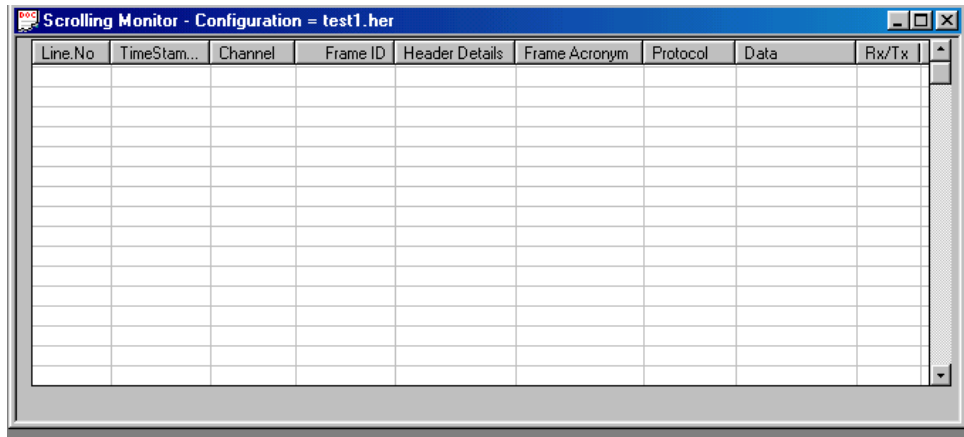 Scrolling Monitor - Configuration = test1.her
Line.No TimeStam... Channel Frame ID Header Details Frame Acronym Protocol Data Rx/Tx